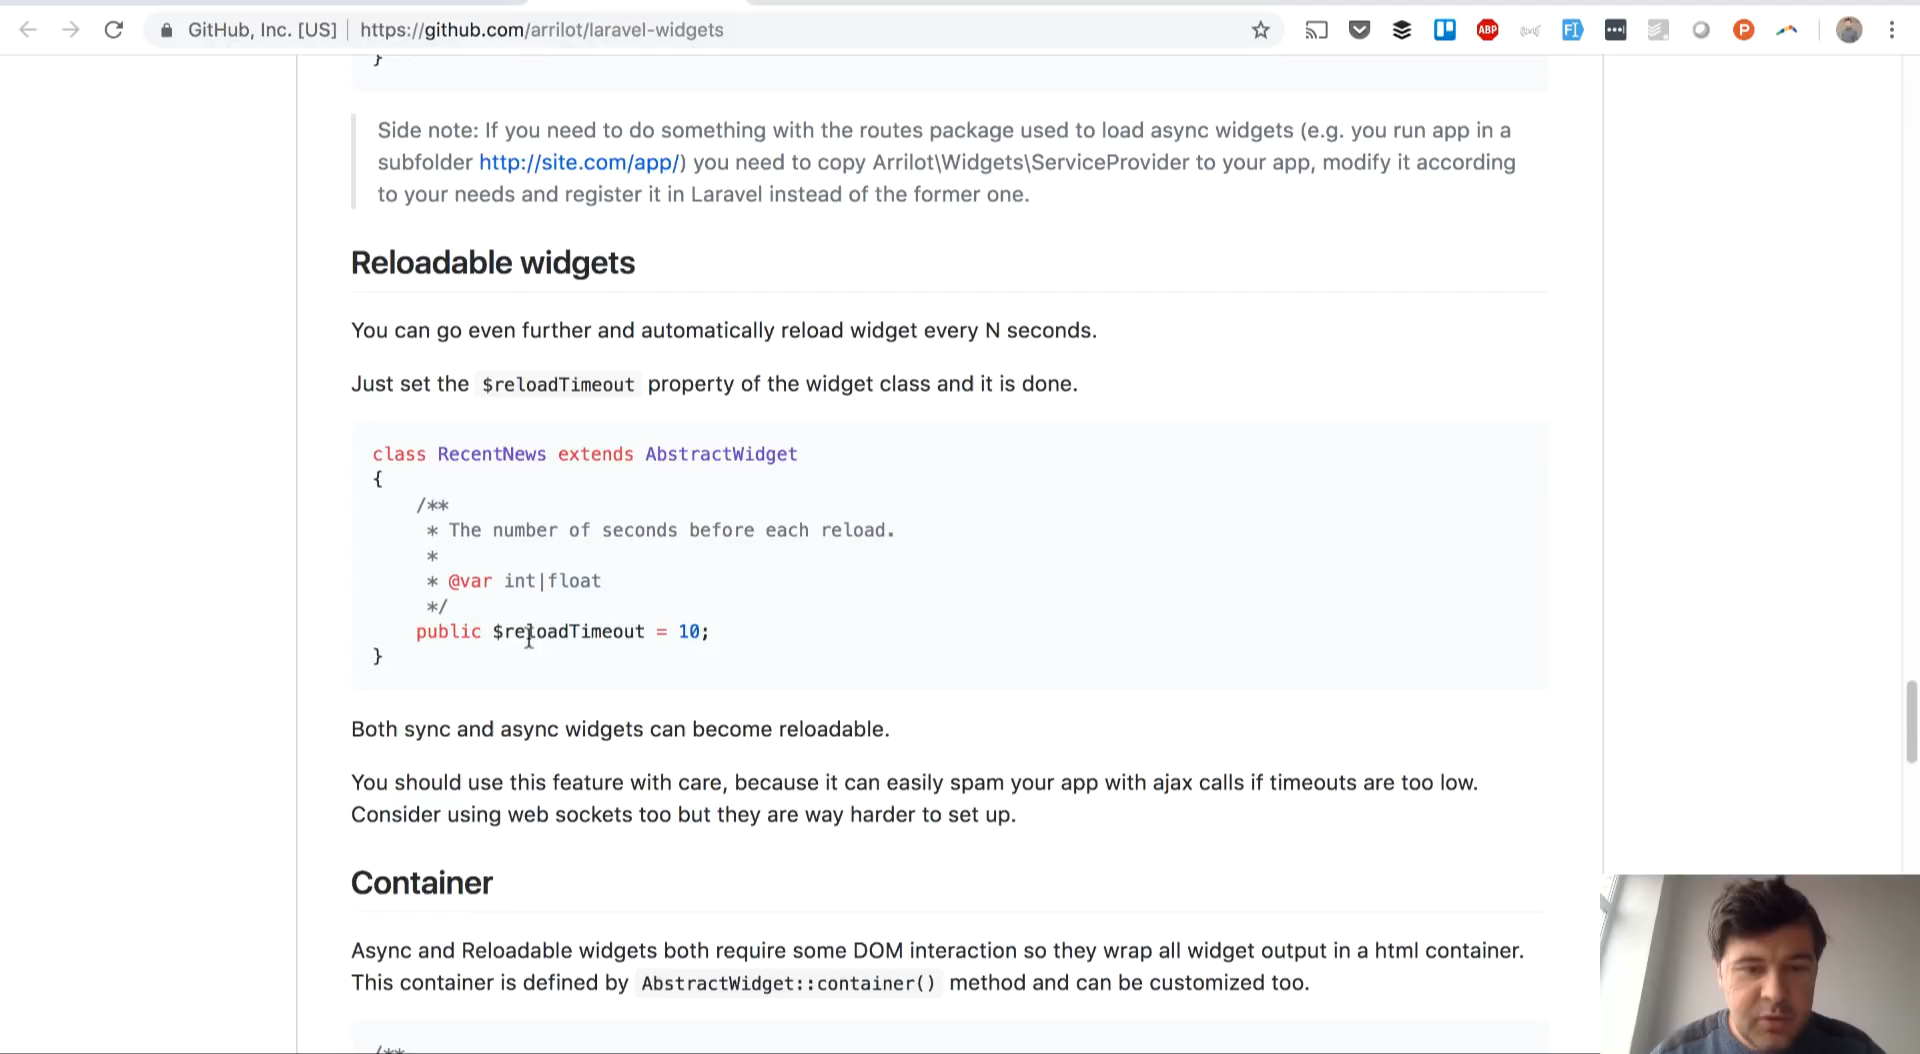 GitHub, Inc. [US] | https://github.com/arrilot/laravel-widgets
ABP
P
}
Side note: If you need to do something with the routes package used to load async widgets (e.g. you run app in a
subfolder http://site.com/app/) you need to copy Arrilot\Widgets\ServiceProvider to your app, modify it according
to your needs and register it in Laravel instead of the former one.
Reloadable widgets
You can go even further and automatically reload widget every N seconds.
Just set the $reloadTimeout property of the widget class and it is done.
class RecentNews extends AbstractWidget
{
/**
* The number of seconds before each reload.
*
* @var int|float
*/
public $reloadTimeout = 10;
}
Both sync and async widgets can become reloadable.
You should use this feature with care, because it can easily spam your app with ajax calls if timeouts are too low.
Consider using web sockets too but they are way harder to set up.
Container
Async and Reloadable widgets both require some DOM interaction so they wrap all widget output in a html container.
This container is defined by AbstractWidget::container() method and can be customized too.
/**